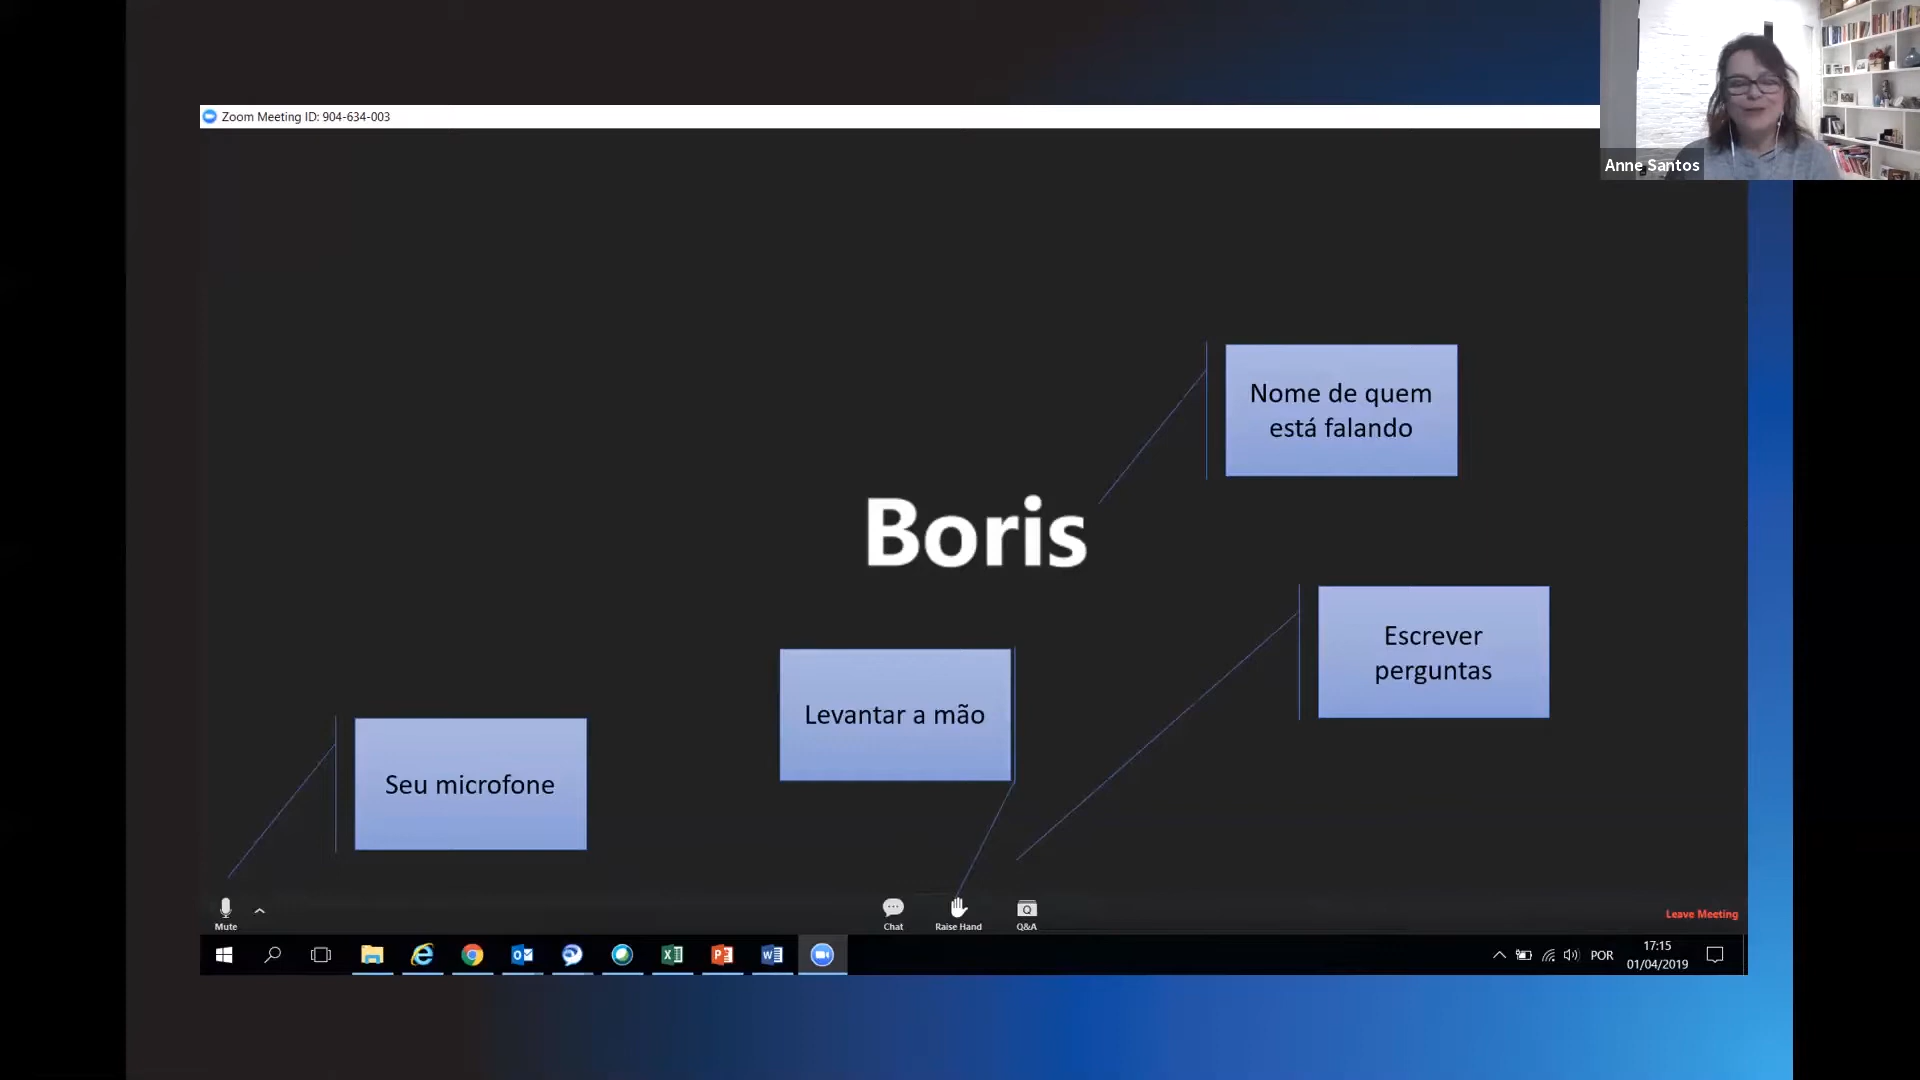 Zoom Meeting ID: 904-634-003
Anne Santos
Nome de quem
está falando
Boris
Escrever
perguntas
Levantar a mão
Seu microfone
Mute
Chat
Raise Hand
Q&A
Leave Meeting
POR
17:15
01/04/2019